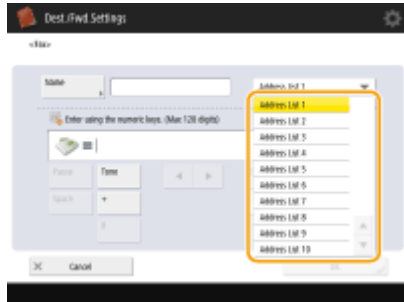 Dest./Fwd. Settings
<Fax>
Name
Address List 1
Enter using the numeric keys. (Max 120 digits)
Address List 1
Address List 2
Address List 3
Address List 4
Address List 5
Address List 6
Address List 7
Address List 8
Address List 9
Address List 10
Pause
Tone
Space
+
Cancel